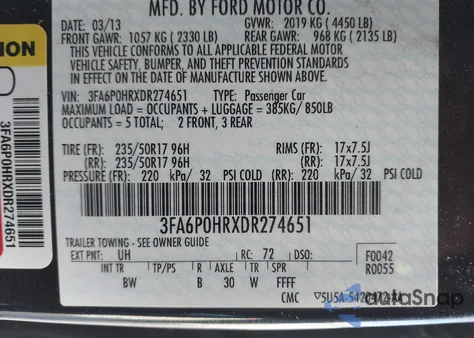 MFD. BY FORD MOTOR CO.
DATE: 03/13 GVWR: 2019 KG (4450 LB)
FRONT GAWR: 1057 KG (2330 LB) REAR GAWR: 968 KG (2135 LB)
THIS VEHICLE CONFORMS TO ALL APPLICABLE FEDERAL MOTOR
VEHICLE SAFETY, BUMPER, AND THEFT PREVENTION STANDARDS
IN EFFECT ON THE DATE OF MANUFACTURE SHOWN ABOVE.
VIN: 3FA6P0HRXDR274651 TYPE: Passenger Car
MAXIMUM LOAD = OCCUPANTS + LUGGAGE = 385KG/ 850LB
OCCUPANTS = 5 TOTAL; 2 FRONT, 3 REAR
TIRE (FR): 235/50R17 96H RIMS (FR): 17x7.5J
(RR): 235/50R17 96H (RR): 17x7.5J
PRESSURE (FR): 220 kPa/ 32 PSI COLD (RR): 220 kPa/ 32 PSI COLD
3FA6P0HRXDR274651
TRAILER TOWING - SEE OWNER GUIDE
EXT PNT: UH RC: 72 DSO: F0042
R0055
INT TR TP/PS R AXLE TR SPR
BW B 30 W FFFF
CMC
3FA6P0HRXDR274651
autoSnap